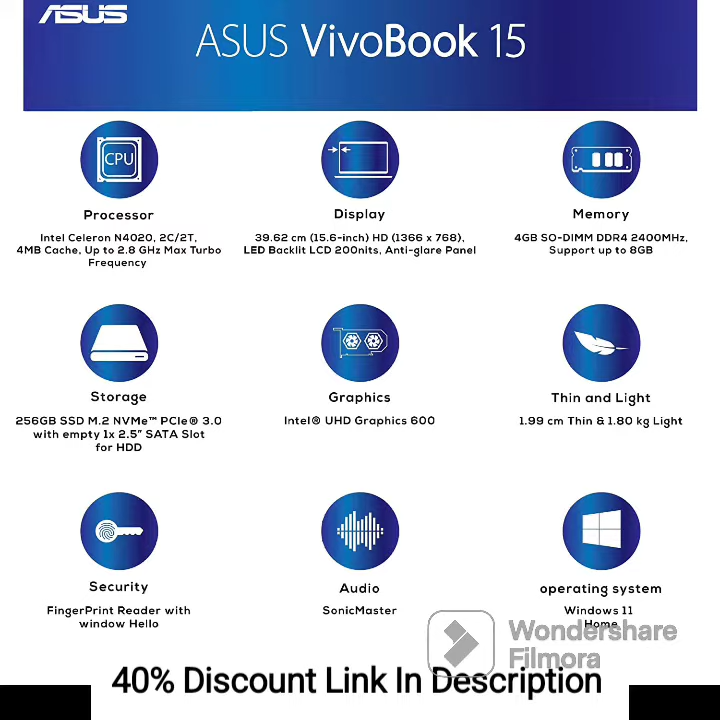 ASUS
ASUS VivoBook 15
CPU
Processor
Intel Celeron N4020, 2C/2T,
4MB Cache, Up to 2.8 GHz Max Turbo
Frequency
Display
39.62 cm (15.6-inch) HD (1366 x 768),
LED Backlit LCD 200nits, Anti-glare Panel
Memory
4GB SO-DIMM DDR4 2400MHz,
Support up to 8GB
Storage
256GB SSD M.2 NVMe™ PCIe® 3.0
with empty 1x 2.5” SATA Slot
for HDD
Graphics
Intel® UHD Graphics 600
Thin and Light
1.99 cm Thin & 1.80 kg Light
Security
FingerPrint Reader with
window Hello
Audio
SonicMaster
operating system
Windows 11
Home
Wondershare
Filmora
40% Discount Link In Description